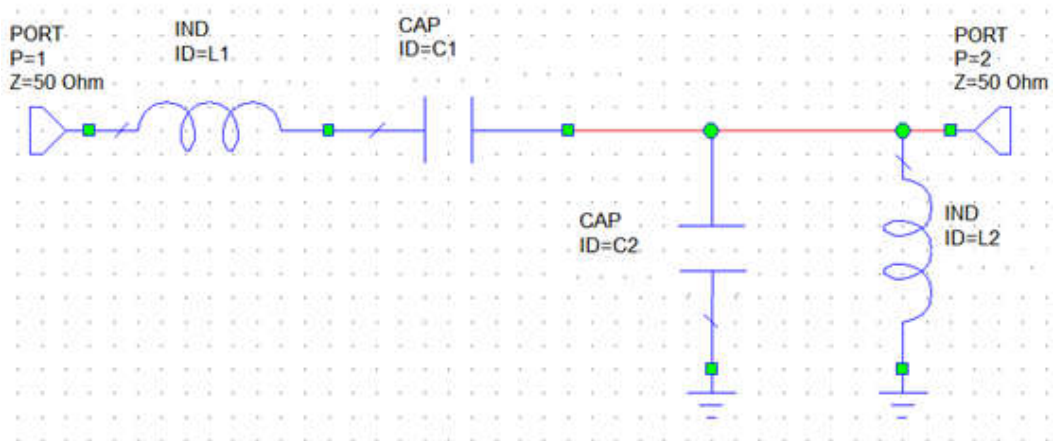 PORT
P=1
Z=50 Ohm
IND
ID=L1
CAP
ID=C1
PORT
P=2
Z=50 Ohm
CAP
ID=C2
IND
ID=L2